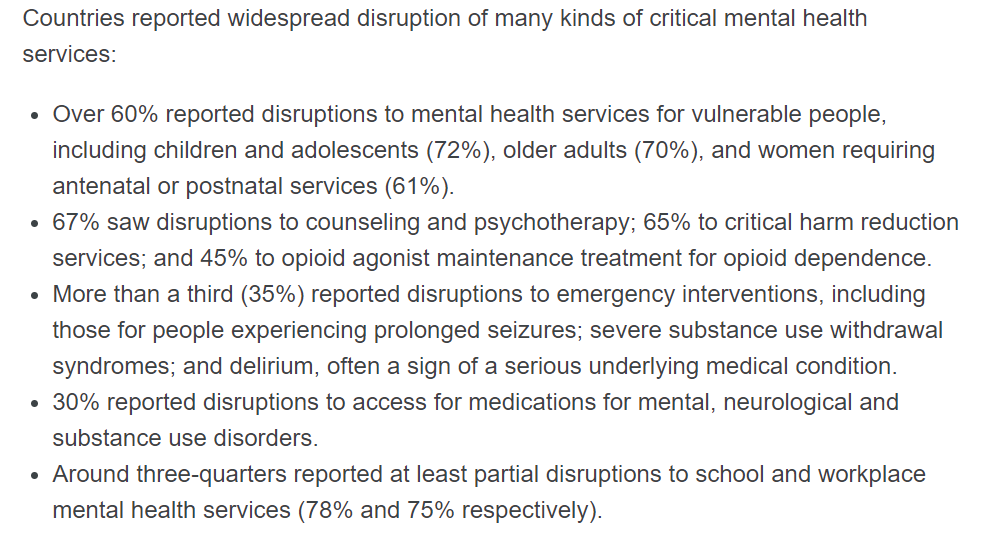 Countries reported widespread disruption of many kinds of critical mental health
services:
• Over 60% reported disruptions to mental health services for vulnerable people,
including children and adolescents (72%), older adults (70%), and women requiring
antenatal or postnatal services (61%).
• 67% saw disruptions to counseling and psychotherapy; 65% to critical harm reduction
services; and 45% to opioid agonist maintenance treatment for opioid dependence.
• More than a third (35%) reported disruptions to emergency interventions, including
those for people experiencing prolonged seizures; severe substance use withdrawal
syndromes; and delirium, often a sign of a serious underlying medical condition.
• 30% reported disruptions to access for medications for mental, neurological and
substance use disorders.
• Around three-quarters reported at least partial disruptions to school and workplace
mental health services (78% and 75% respectively).